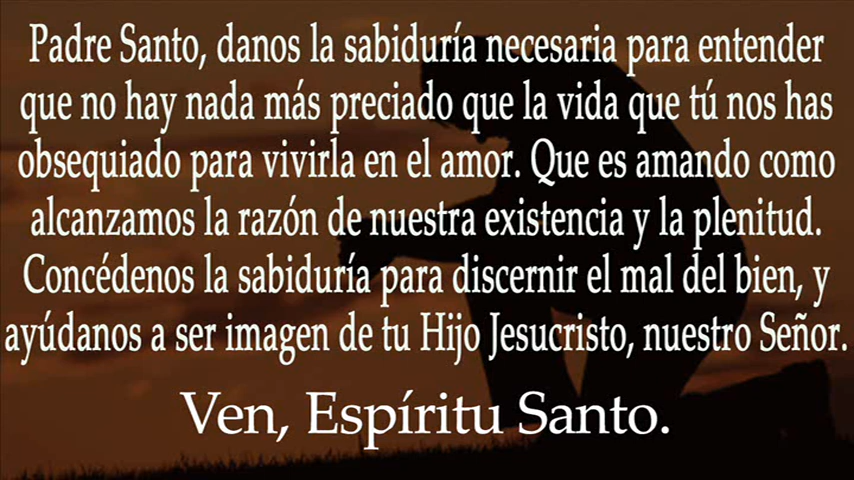 Padre Santo, danos la sabiduría necesaria para entender
que no hay nada más preciado que la vida que tú nos has
obsequiado para vivirla en el amor. Que es amando como
alcanzamos la razón de nuestra existencia y la plenitud.
Concédenos la sabiduría para discernir el mal del bien, y
ayúdanos a ser imagen de tu Hijo Jesucristo, nuestro Señor.
Ven, Espíritu Santo.